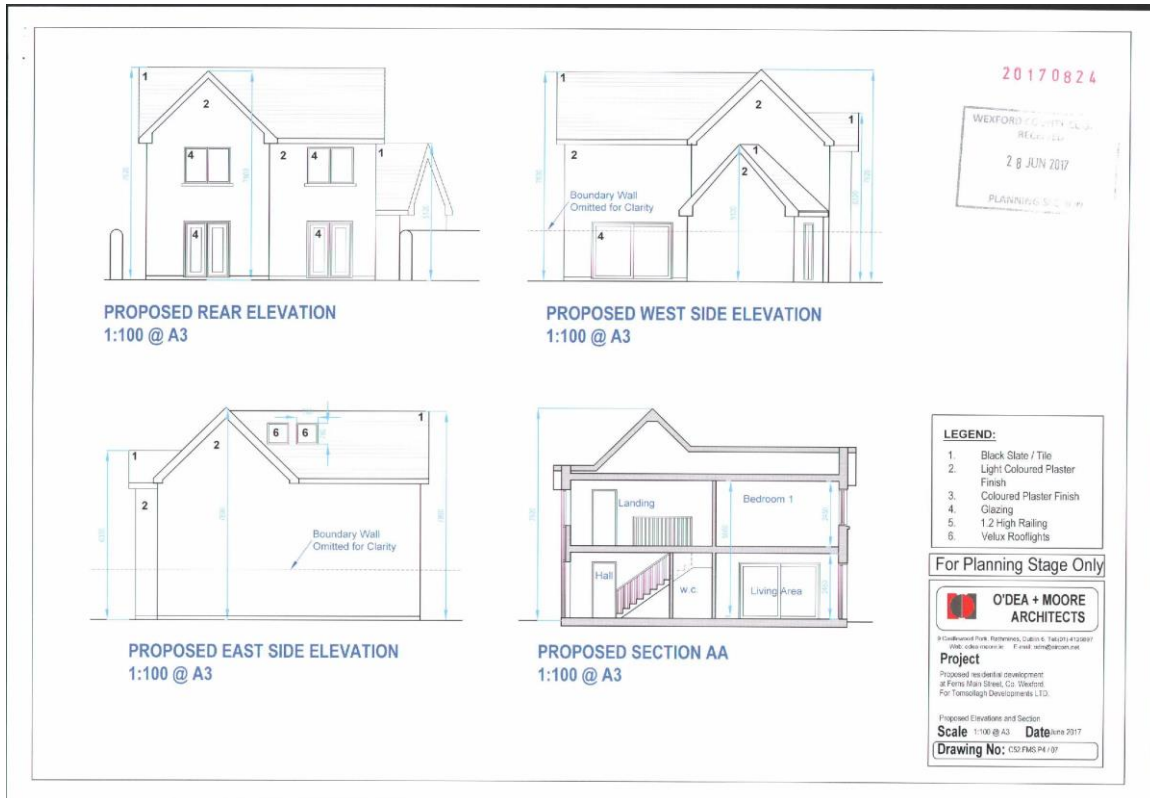 20170824
WEXFORD COUNTY
RECEIVED
28 JUN 2017
PLANNING
1
2
4
4
2
1
4
4
PROPOSED REAR ELEVATION
1:100 @ A3
1
2
1
2
1
2
Boundary Wall
Omitted for Clarity
4
PROPOSED WEST SIDE ELEVATION
1:100 @ A3
1
6
6
2
1
2
Boundary Wall
Omitted for Clarity
PROPOSED EAST SIDE ELEVATION
1:100 @ A3
Landing
Bedroom 1
Hall
w.c.
Living Area
PROPOSED SECTION AA
1:100 @ A3
LEGEND:
1. Black Slate / Tile
2. Light Coloured Plaster
Finish
3. Coloured Plaster Finish
4. Glazing
5. 1.2 High Railing
6. Velux Rooflights
For Planning Stage Only
O'DEA + MOORE
ARCHITECTS
Project
Proposed residential development
at Ferns Main Street, Co. Wexford.
For Tomsollagh Developments LTD.
Proposed Elevations and Section
Scale 1:100 @ A3 Date June 2017
Drawing No: C52.FMS.P4 / 07